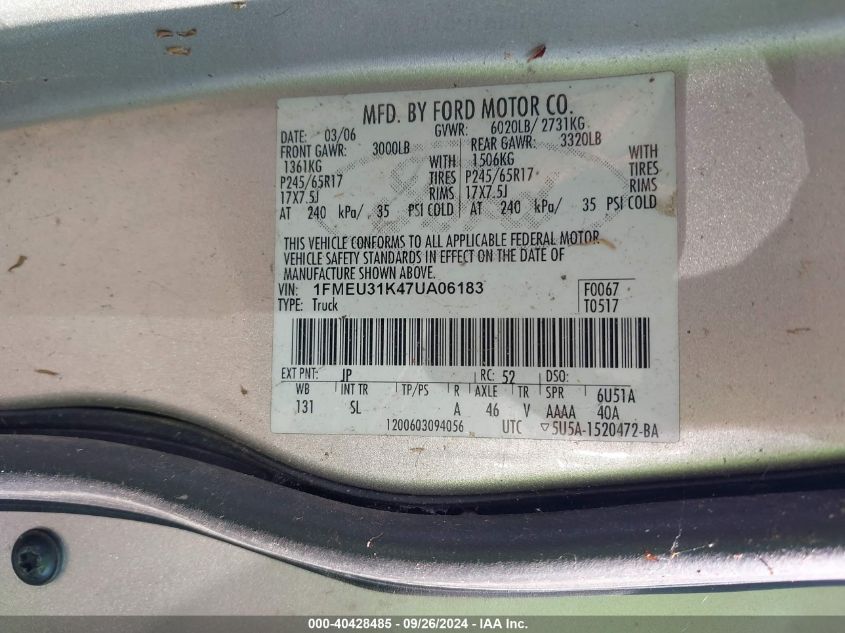 MFD. BY FORD MOTOR CO.
DATE: 03/06 GVWR: 6020LB/ 2731KG
FRONT GAWR: 3000LB REAR GAWR: 3320LB
1361KG WITH 1506KG WITH
P245/65R17 TIRES P245/65R17 TIRES
17X7.5J RIMS 17X7.5J RIMS
AT 240 kPa/ 35 PSI COLD AT 240 kPa/ 35 PSI COLD
THIS VEHICLE CONFORMS TO ALL APPLICABLE FEDERAL MOTOR
VEHICLE SAFETY STANDARDS IN EFFECT ON THE DATE OF
MANUFACTURE SHOWN ABOVE.
VIN: 1FMEU31K47UA06183 F0067
TYPE: Truck T0517
EXT PNT: JP RC: 52 DSO:
WB INT TR TP/PS R AXLE TR SPR 6U51A
131 SL A 46 V AAAA 40A
1200603094056 UTC ▽5U5A-1520472-BA
000-40428485 - 09/26/2024 - IAA Inc.